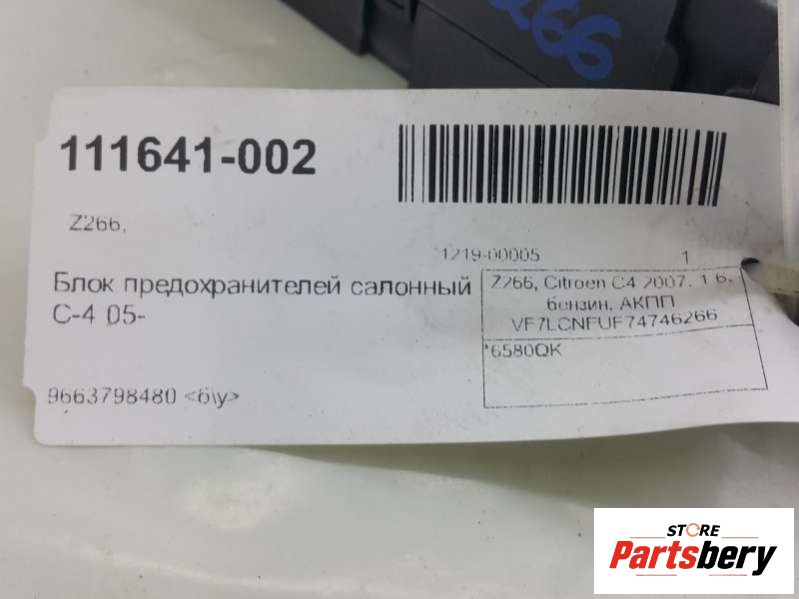 266
111641-002
Z266,
1219-00005 1
Блок предохранителей салонный
С-4 05-
Z266, Citroen C4 2007, 1.6,
бензин, АКПП
VF7LCNFUF74746266
*6580QK
9663798480 <б\у>
STORE
Partsbery